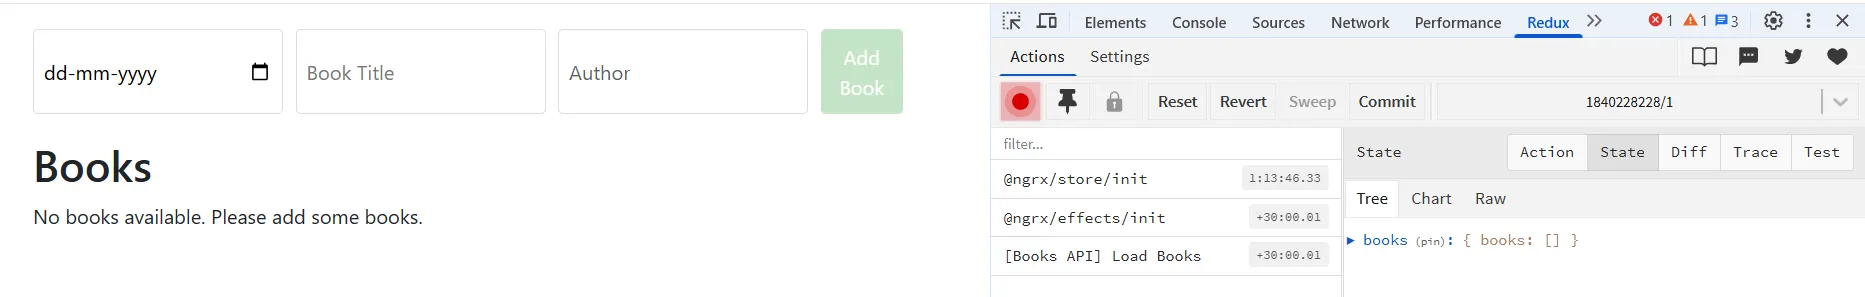 dd-mm-yyyy
Book Title
Author
Add
Book
Books
No books available. Please add some books.
Elements Console Sources Network Performance Redux 1 1 3
Actions Settings
Reset Revert Sweep Commit 1840228228/1
filter...
@ngrx/store/init 1:13:46.33
@ngrx/effects/init +30:00.01
[Books API] Load Books +30:00.01
State Action State Diff Trace Test
Tree Chart Raw
books (pin): { books: [] }